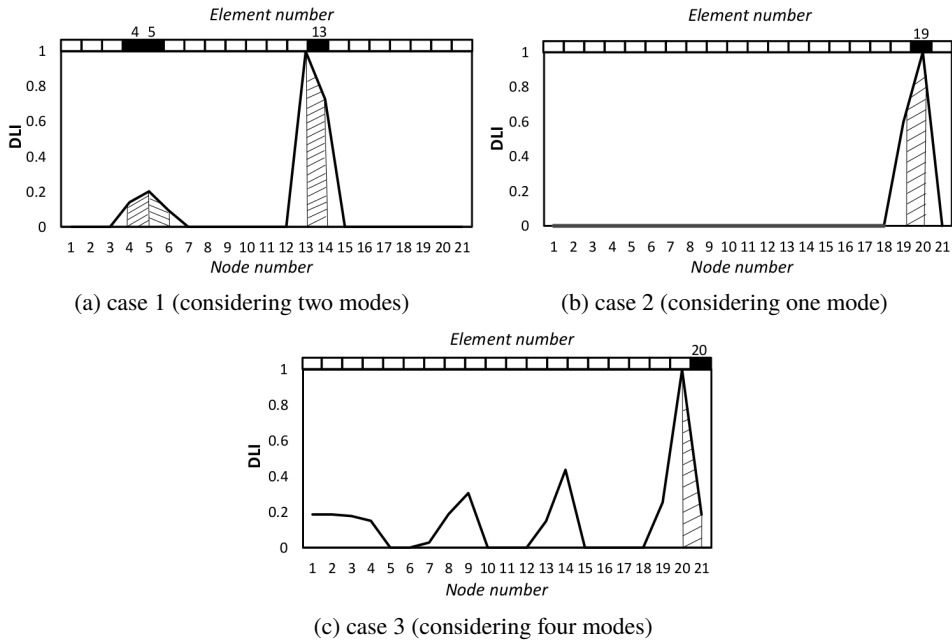 Element number
4 5 13
1
0.8
0.6
0.4
0.2
0
DLI
1 2 3 4 5 6 7 8 9 10 11 12 13 14 15 16 17 18 19 20 21
Node number
(a) case 1 (considering two modes)
Element number
19
1
0.8
0.6
0.4
0.2
0
DLI
1 2 3 4 5 6 7 8 9 10 11 12 13 14 15 16 17 18 19 20 21
Node number
(b) case 2 (considering one mode)
Element number
20
1
0.8
0.6
0.4
0.2
0
DLI
1 2 3 4 5 6 7 8 9 10 11 12 13 14 15 16 17 18 19 20 21
Node number
(c) case 3 (considering four modes)